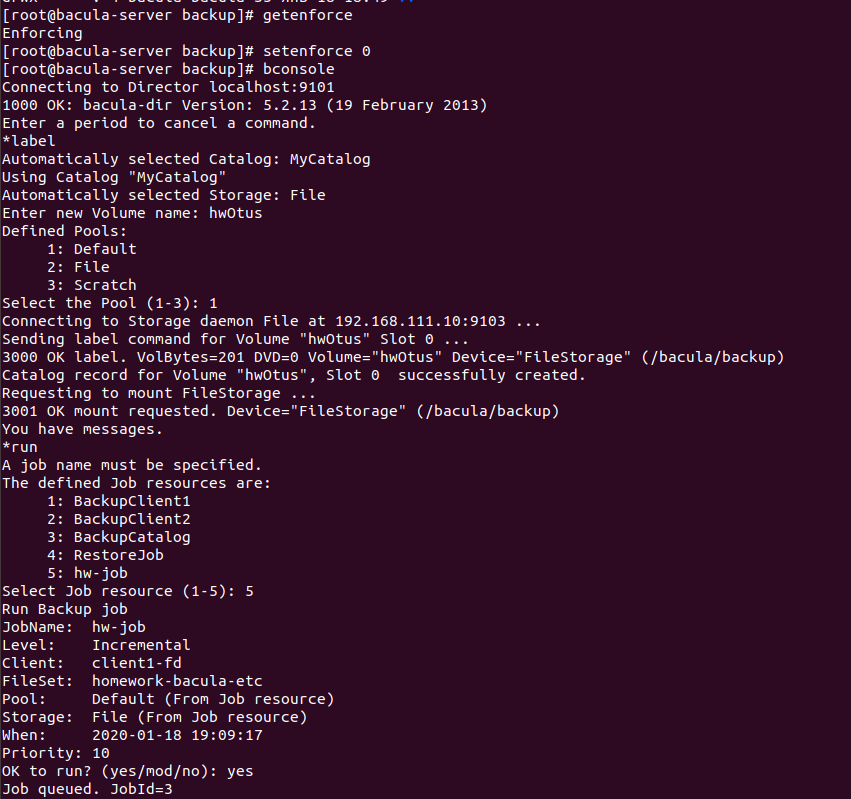 [root@bacula-server backup]# getenforce
Enforcing
[root@bacula-server backup]# setenforce 0
[root@bacula-server backup]# bconsole
Connecting to Director localhost:9101
1000 OK: bacula-dir Version: 5.2.13 (19 February 2013)
Enter a period to cancel a command.
*label
Automatically selected Catalog: MyCatalog
Using Catalog "MyCatalog"
Automatically selected Storage: File
Enter new Volume name: hwOtus
Defined Pools:
     1: Default
     2: File
     3: Scratch
Select the Pool (1-3): 1
Connecting to Storage daemon File at 192.168.111.10:9103 ...
Sending label command for Volume "hwOtus" Slot 0 ...
3000 OK label. VolBytes=201 DVD=0 Volume="hwOtus" Device="FileStorage" (/bacula/backup)
Catalog record for Volume "hwOtus", Slot 0  successfully created.
Requesting to mount FileStorage ...
3001 OK mount requested. Device="FileStorage" (/bacula/backup)
You have messages.
*run
A job name must be specified.
The defined Job resources are:
     1: BackupClient1
     2: BackupClient2
     3: BackupCatalog
     4: RestoreJob
     5: hw-job
Select Job resource (1-5): 5
Run Backup job
JobName:  hw-job
Level:    Incremental
Client:   client1-fd
FileSet:  homework-bacula-etc
Pool:     Default (From Job resource)
Storage:  File (From Job resource)
When:     2020-01-18 19:09:17
Priority: 10
OK to run? (yes/mod/no): yes
Job queued. JobId=3